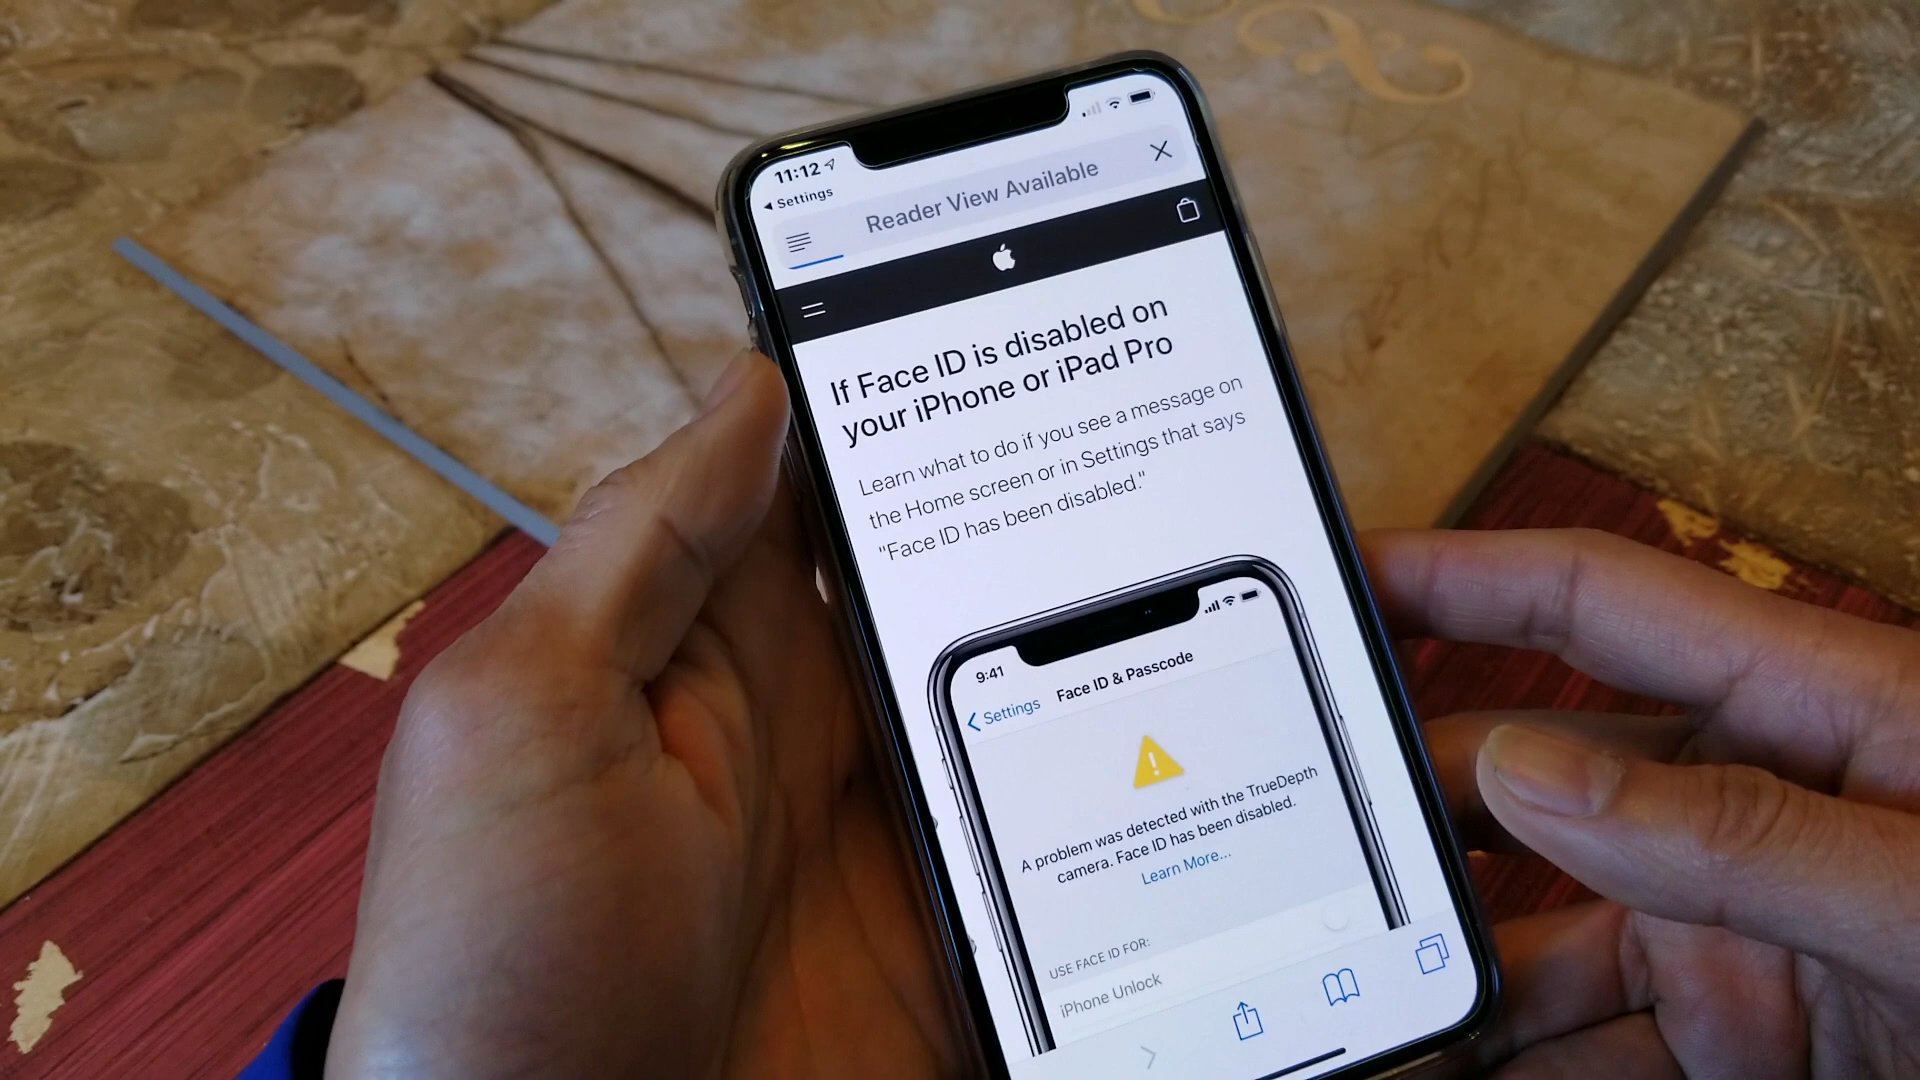 11:12
Settings
Reader View Available
If Face ID is disabled on
your iPhone or iPad Pro
Learn what to do if you see a message on
the Home screen or in Settings that says
"Face ID has been disabled."
9:41
Settings
Face ID & Passcode
A problem was detected with the TrueDepth
camera. Face ID has been disabled.
Learn More...
USE FACE ID FOR:
iPhone Unlock